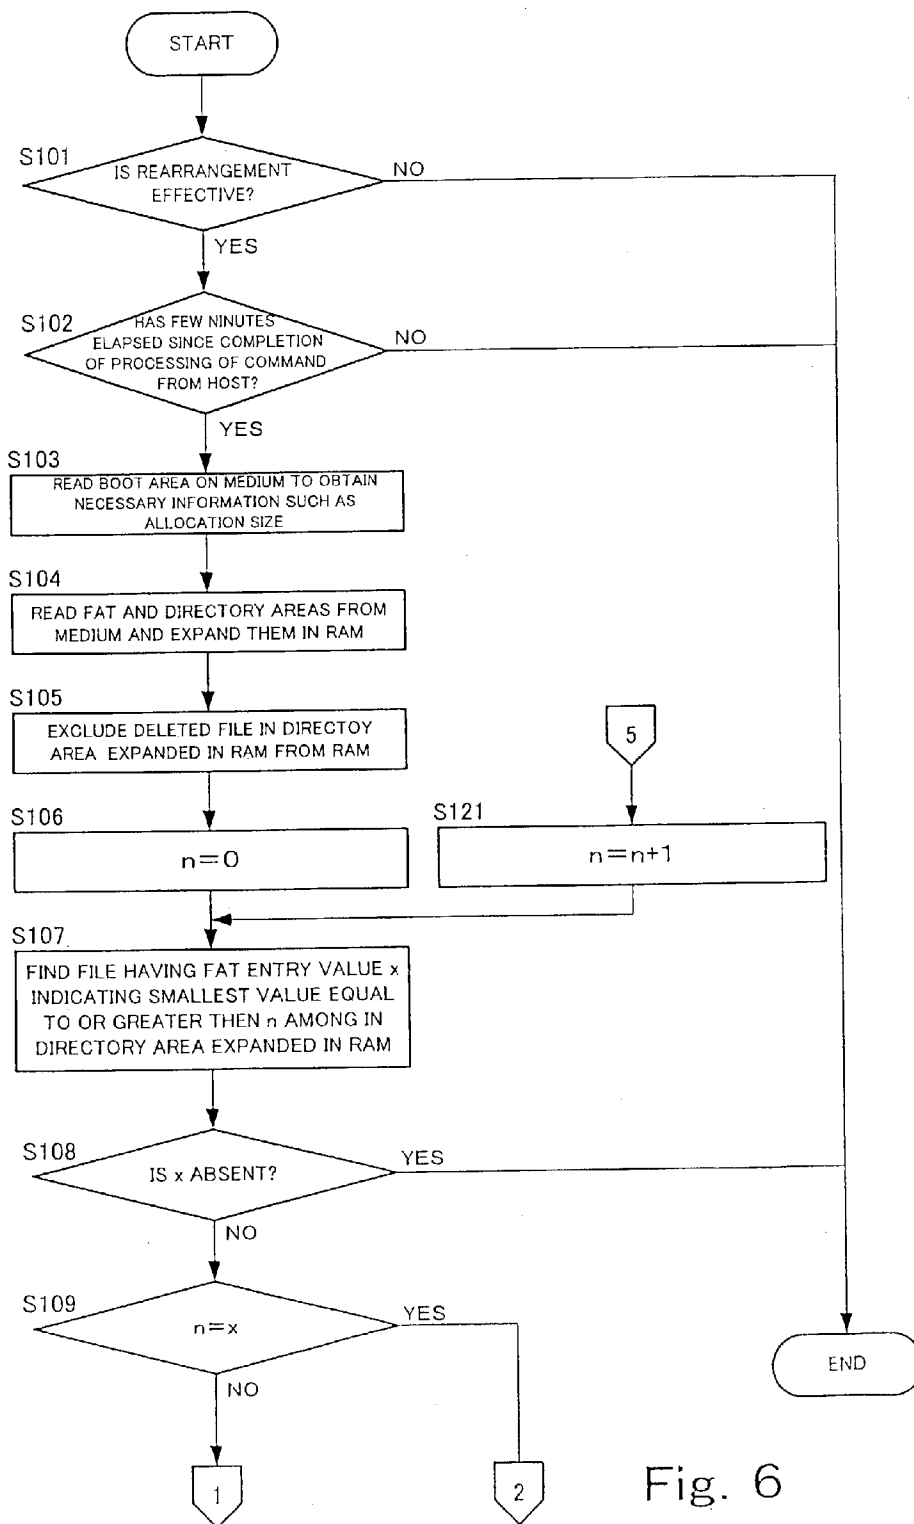 START
S101
IS REARRANGEMENT
EFFECTIVE?
NO
YES
S102
HAS FEW NINUTES
ELAPSED SINCE COMPLETION
OF PROCESSING OF COMMAND
FROM HOST?
NO
YES
S103
READ BOOT AREA ON MEDIUM TO OBTAIN
NECESSARY INFORMATION SUCH AS
ALLOCATION SIZE
S104
READ FAT AND DIRECTORY AREAS FROM
MEDIUM AND EXPAND THEM IN RAM
S105
EXCLUDE DELETED FILE IN DIRECTOY
AREA EXPANDED IN RAM FROM RAM
5
S106
n=0
S121
n=n+1
S107
FIND FILE HAVING FAT ENTRY VALUE x
INDICATING SMALLEST VALUE EQUAL
TO OR GREATER THEN n AMONG IN
DIRECTORY AREA EXPANDED IN RAM
S108
IS x ABSENT?
YES
NO
S109
n=x
YES
NO
END
1
2
Fig. 6